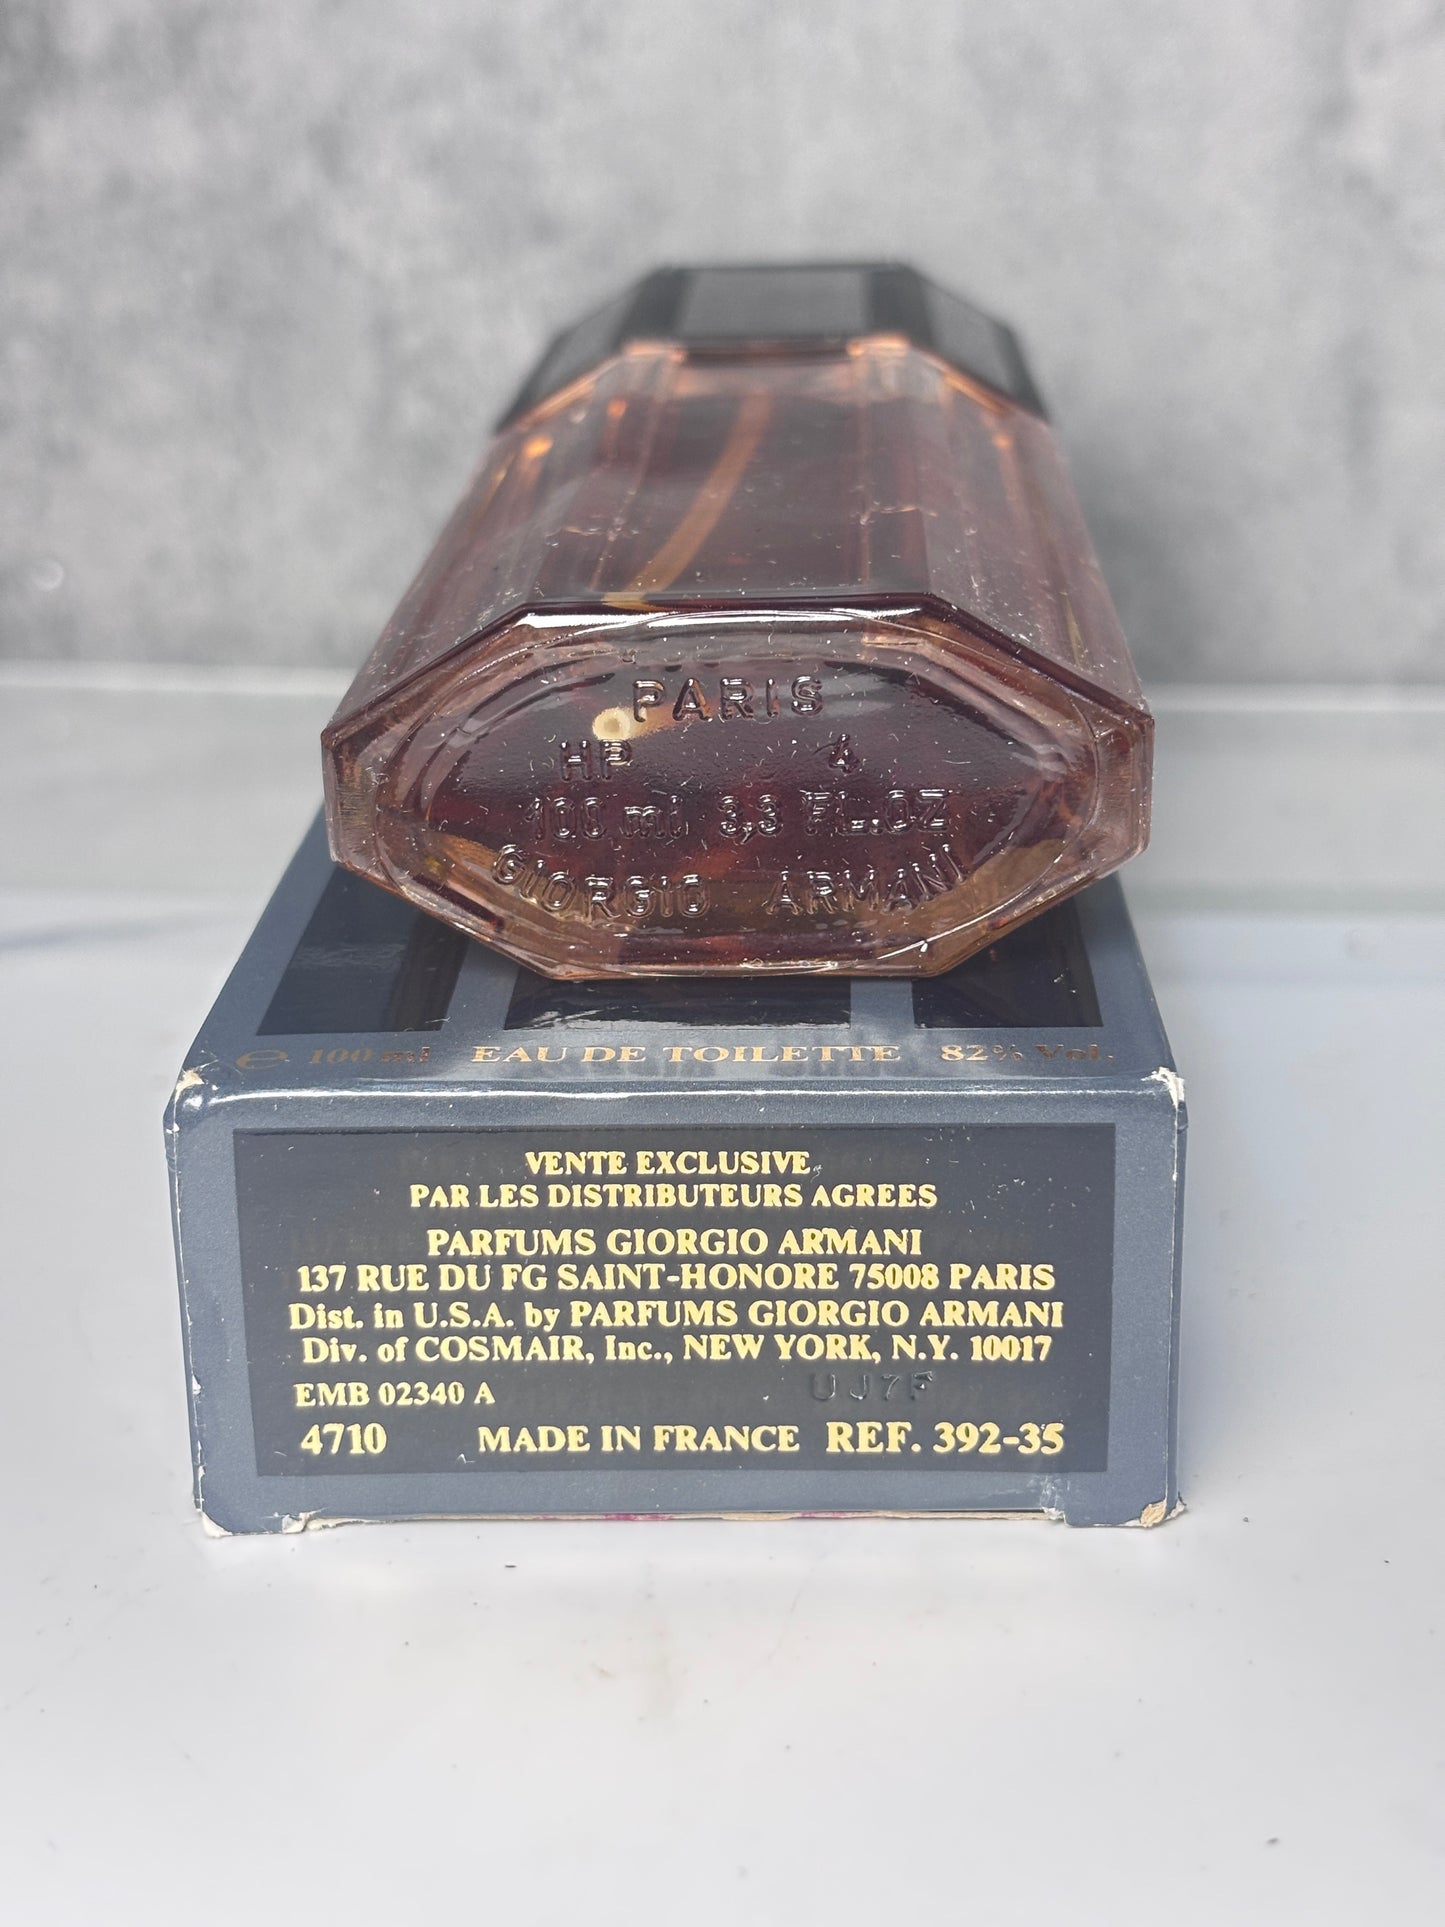 PARIS
HP 4
100 ml 3,3 FL.OZ
GIORGIO ARMANI
e 100 ml EAU DE TOILETTE 82% Vol.
VENTE EXCLUSIVE
PAR LES DISTRIBUTEURS AGREES
PARFUMS GIORGIO ARMANI
137 RUE DU FG SAINT-HONORE 75008 PARIS
Dist. in U.S.A. by PARFUMS GIORGIO ARMANI
Div. of COSMAIR, Inc., NEW YORK, N.Y. 10017
EMB 02340 A UJ7F
4710 MADE IN FRANCE REF. 392-35